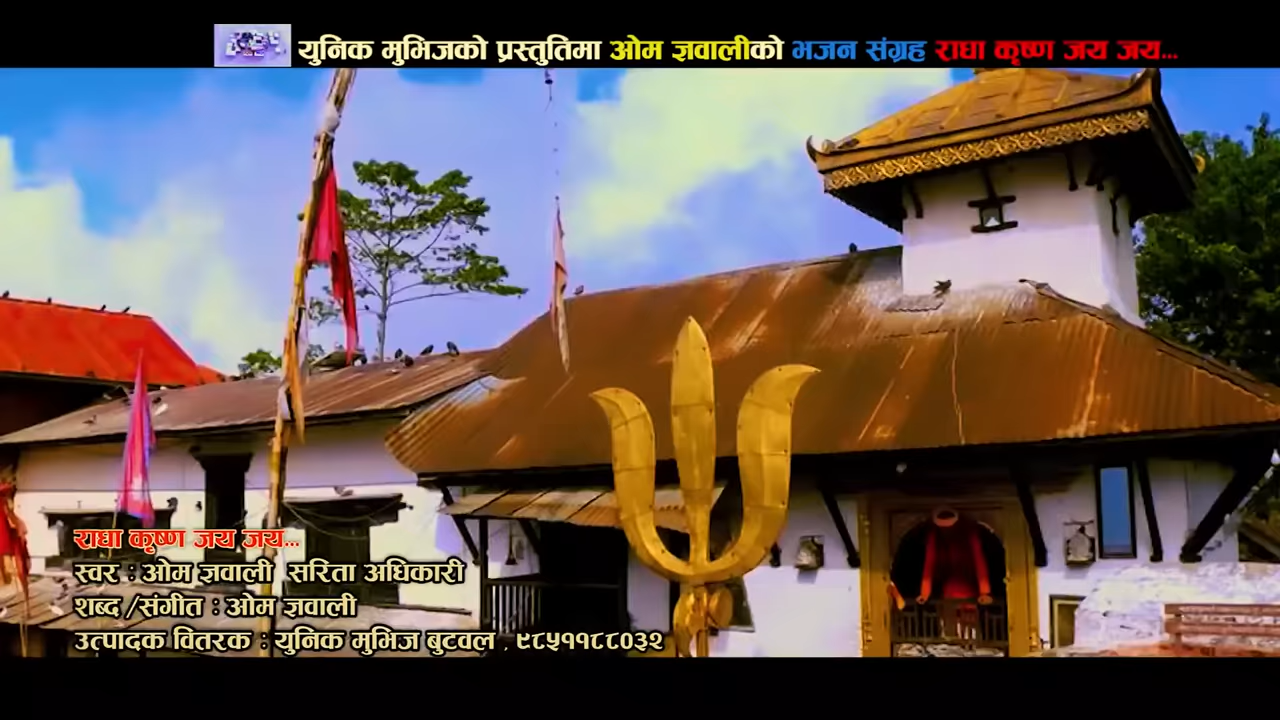 युनिक मुभिजको प्रस्तुतिमा ओम ज्ञवालीको भजन संग्रह राधा कृष्ण जय जय...
राधा कृष्ण जय जय...
स्वर : ओम ज्ञवाली सरिता अधिकारी
शब्द /संगीत : ओम ज्ञवाली
उत्पादक वितरक : युनिक मुभिज बुटवल , ९८५११८८०३२